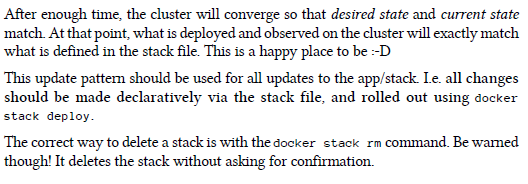 After enough time, the cluster will converge so that desired state and current state
match. At that point, what is deployed and observed on the cluster will exactly match
what is defined in the stack file. This is a happy place to be :-D
This update pattern should be used for all updates to the app/stack. I.e. all changes
should be made declaratively via the stack file, and rolled out using docker
stack deploy.
The correct way to delete a stack is with the docker stack rm command. Be warned
though! It deletes the stack without asking for confirmation.